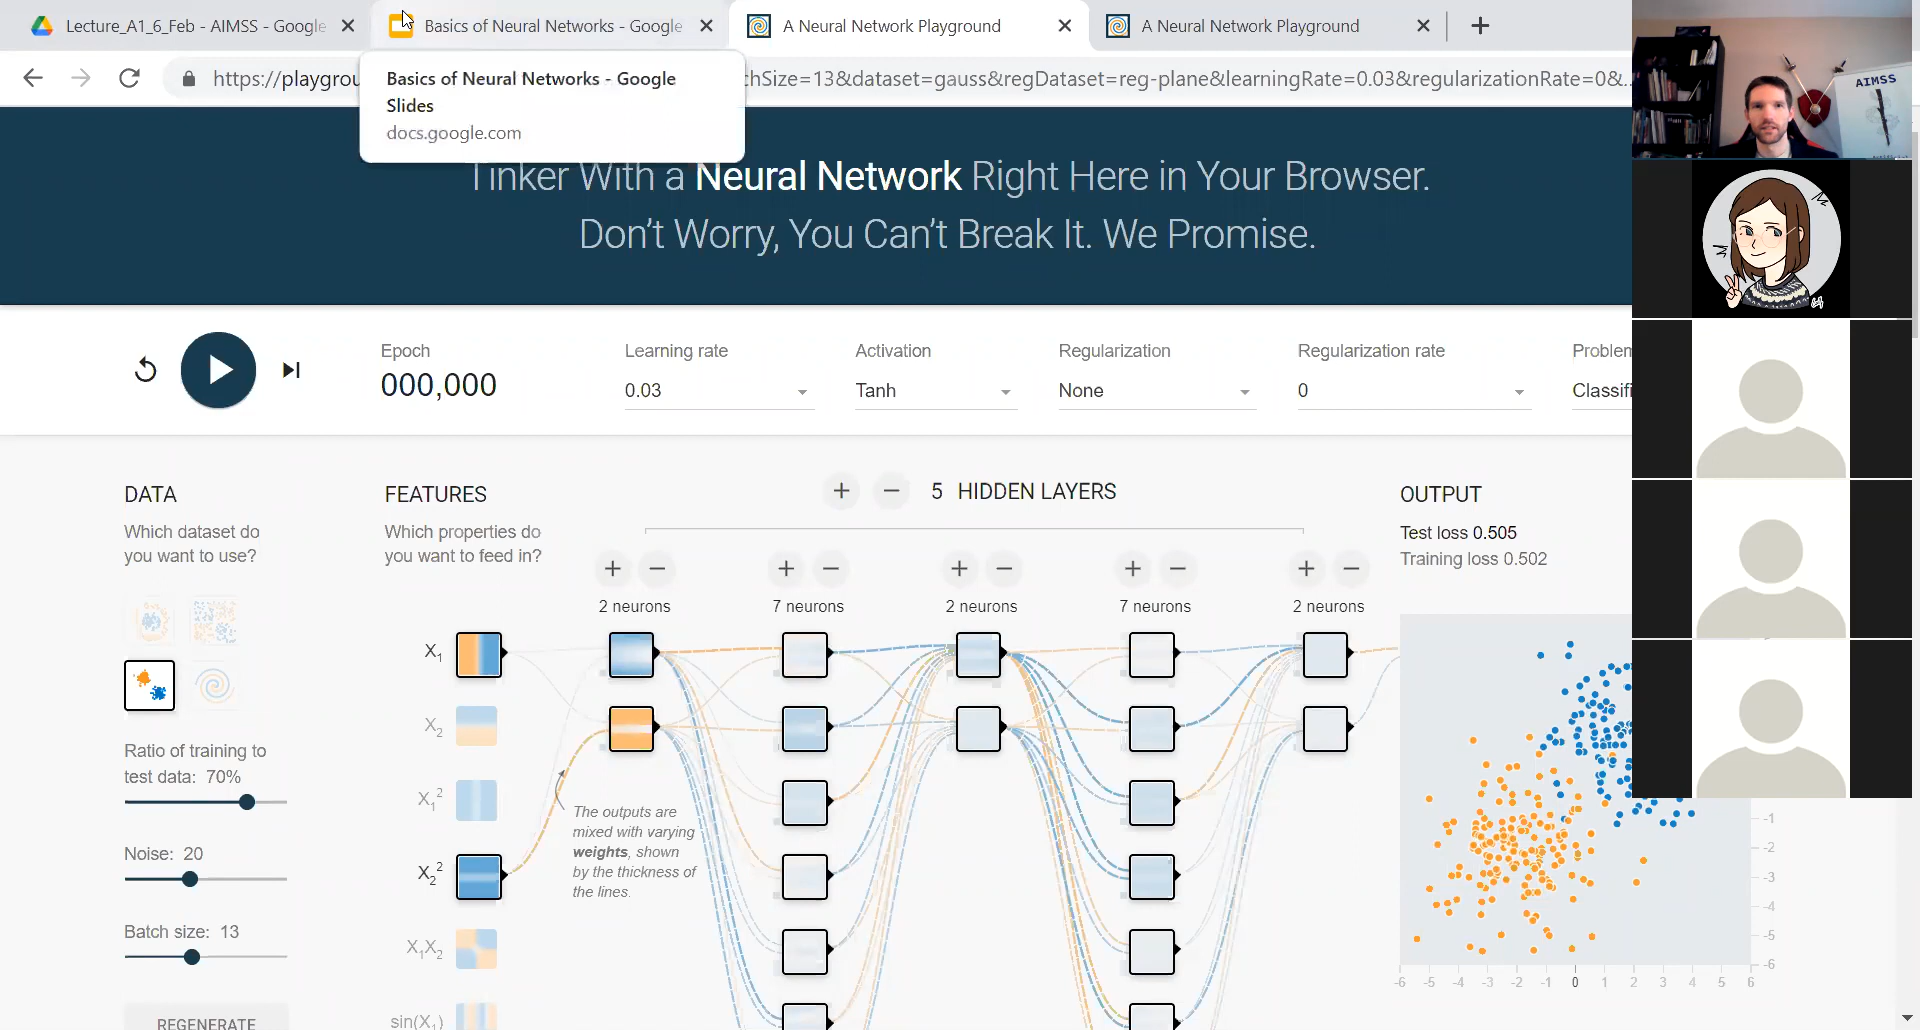 Lecture_A1_6_Feb - AIMSS - Google
Basics of Neural Networks - Google
A Neural Network Playground
A Neural Network Playground
https://playgrou
chSize=13&dataset=gauss&regDataset=reg-plane&learningRate=0.03&regularizationRate=0&...
Basics of Neural Networks - Google
Slides
docs.google.com
Tinker With a Neural Network Right Here in Your Browser.
Don't Worry, You Can't Break It. We Promise.
Epoch
000,000
Learning rate
0.03
Activation
Tanh
Regularization
None
Regularization rate
0
Problem
Classifi
DATA
Which dataset do
you want to use?
Ratio of training to
test data: 70%
Noise: 20
Batch size: 13
REGENERATE
FEATURES
Which properties do
you want to feed in?
X1
X2
X1²
X2²
X1X2
sin(X1)
5 HIDDEN LAYERS
2 neurons
7 neurons
2 neurons
7 neurons
2 neurons
The outputs are
mixed with varying
weights, shown
by the thickness of
the lines.
OUTPUT
Test loss 0.505
Training loss 0.502
-1
-2
-3
-4
-5
-6
-6 -5 -4 -3 -2 -1 0 1 2 3 4 5 6
AIMSS